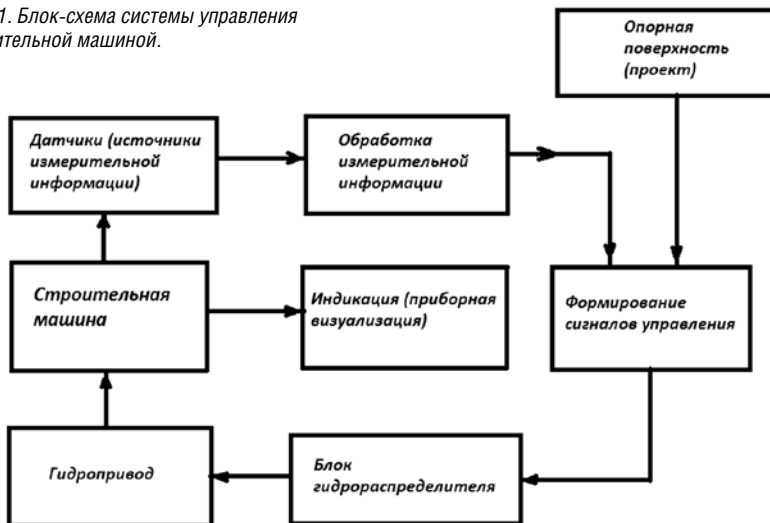 1. Блок-схема системы управления
ительной машиной.
Опорная
поверхность
(проект)
Датчики (источники
измерительной
информации)
Обработка
измерительной
информации
Строительная
машина
Индикация (приборная
визуализация)
Формирование
сигналов управления
Гидропривод
Блок
гидрораспределителя